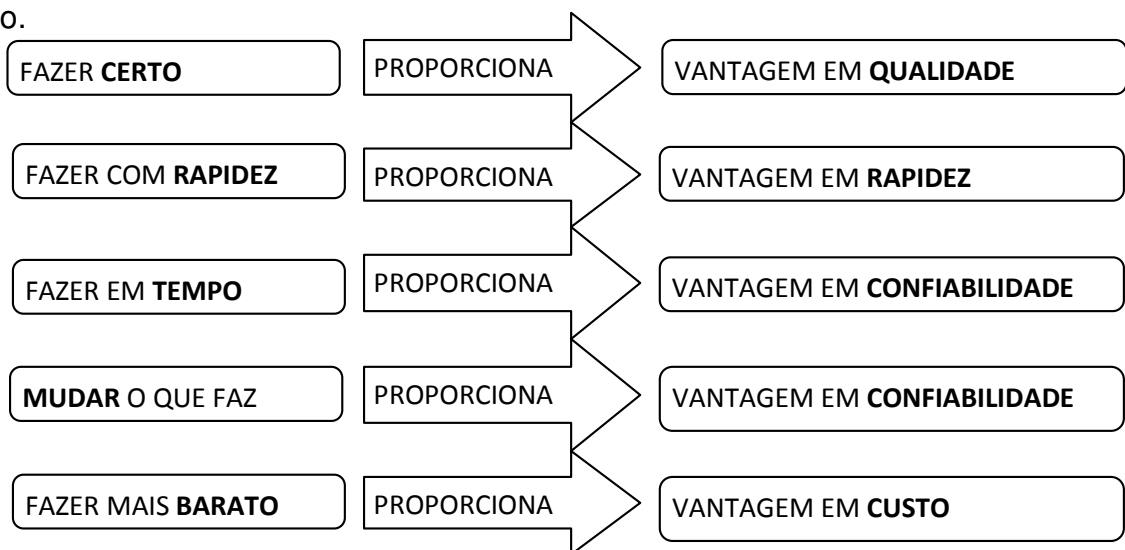 o.
FAZER CERTO PROPORCIONA VANTAGEM EM QUALIDADE
FAZER COM RAPIDEZ PROPORCIONA VANTAGEM EM RAPIDEZ
FAZER EM TEMPO PROPORCIONA VANTAGEM EM CONFIABILIDADE
MUDAR O QUE FAZ PROPORCIONA VANTAGEM EM CONFIABILIDADE
FAZER MAIS BARATO PROPORCIONA VANTAGEM EM CUSTO